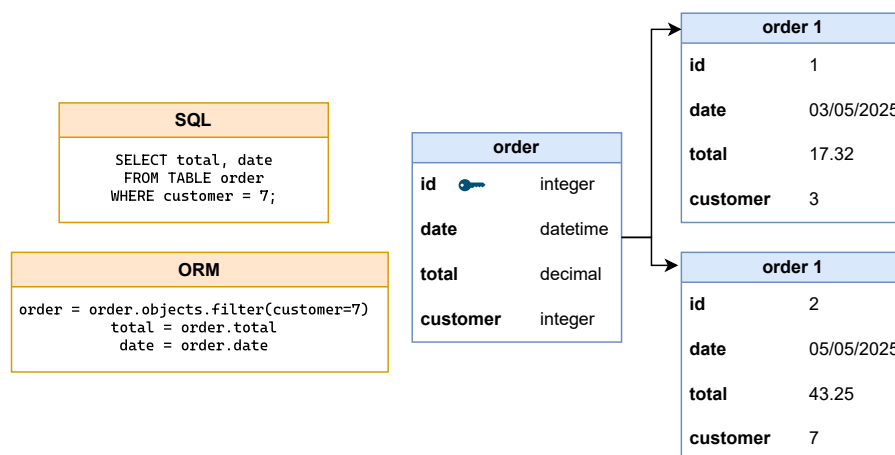 SQL
SELECT total, date
FROM TABLE order
WHERE customer = 7;
ORM
order = order.objects.filter(customer=7)
total = order.total
date = order.date
order
id integer
date datetime
total decimal
customer integer
order 1
id 1
date 03/05/2025
total 17.32
customer 3
order 1
id 2
date 05/05/2025
total 43.25
customer 7